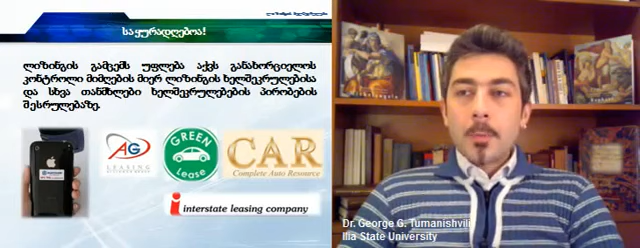 საყურადღებოა!
ლიზინგის გამცემს უფლება აქვს განახორციელოს
კონტროლი მიმღების მიერ ლიზინგის ხელშეკრულებისა
და სხვა თანმხლები ხელშეკრულებების პირობების
შესრულებაზე.
AG
LEASING
GREEN
Lease
CAR
Complete Auto Resource
interstate leasing company
Dr. George G. Tumanishvili
Ilia State University